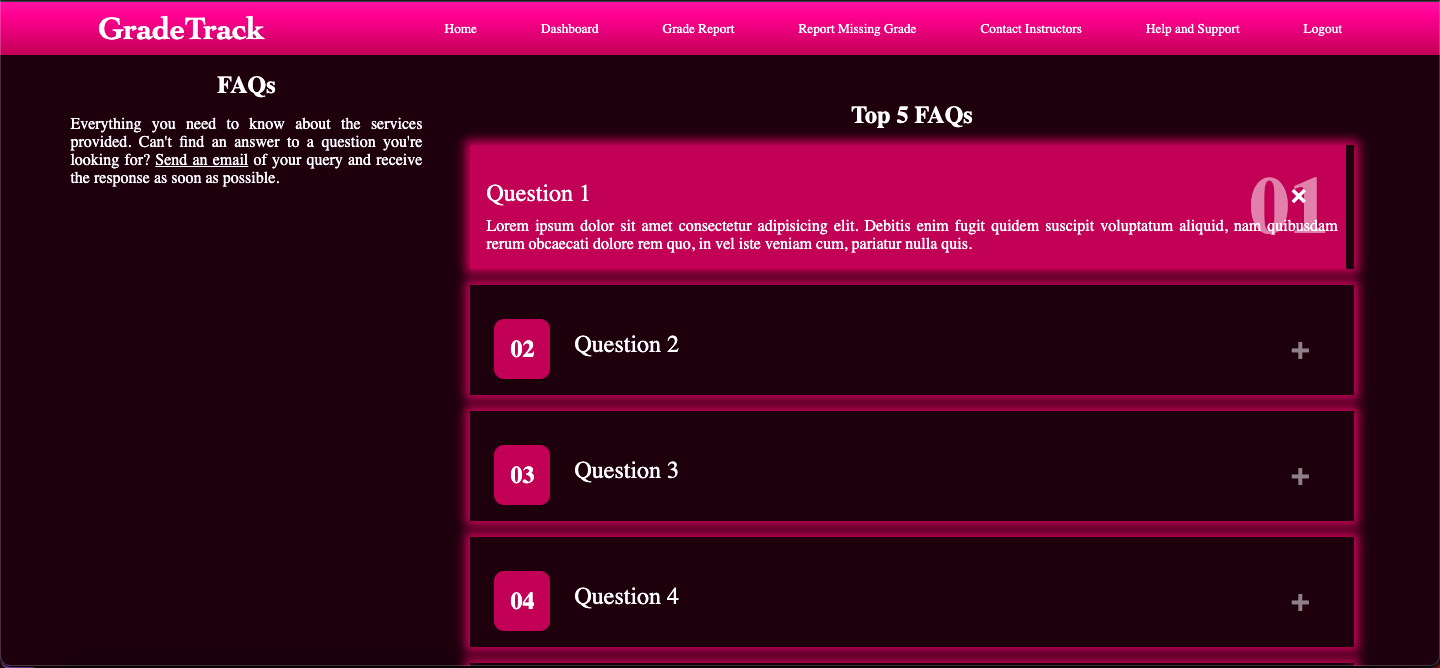 GradeTrack
Home
Dashboard
Grade Report
Report Missing Grade
Contact Instructors
Help and Support
Logout
FAQs
Everything you need to know about the services
provided. Can't find an answer to a question you're
looking for? Send an email of your query and receive
the response as soon as possible.
Top 5 FAQs
01
Question 1
Lorem ipsum dolor sit amet consectetur adipisicing elit. Debitis enim fugit quidem suscipit voluptatum aliquid, nam quibusdam
rerum obcaecati dolore rem quo, in vel iste veniam cum, pariatur nulla quis.
02
Question 2
03
Question 3
04
Question 4